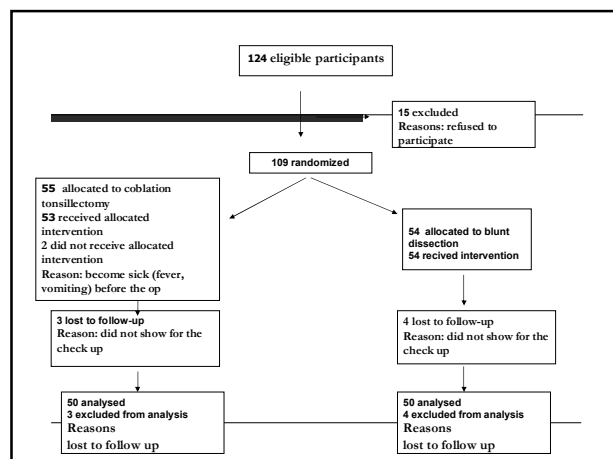 124 eligible participants
15 excluded
Reasons: refused to
participate
109 randomized
55 allocated to coblation
tonsillectomy
53 received allocated
intervention
2 did not receive allocated
intervention
Reason: become sick (fever,
vomiting) before the op
54 allocated to blunt
dissection
54 recived intervention
3 lost to follow-up
Reason: did not show for the
check up
4 lost to follow-up
Reason: did not show for the
check up
50 analysed
3 excluded from analysis
Reasons
lost to follow up
50 analysed
4 excluded from analysis
Reasons
lost to follow up